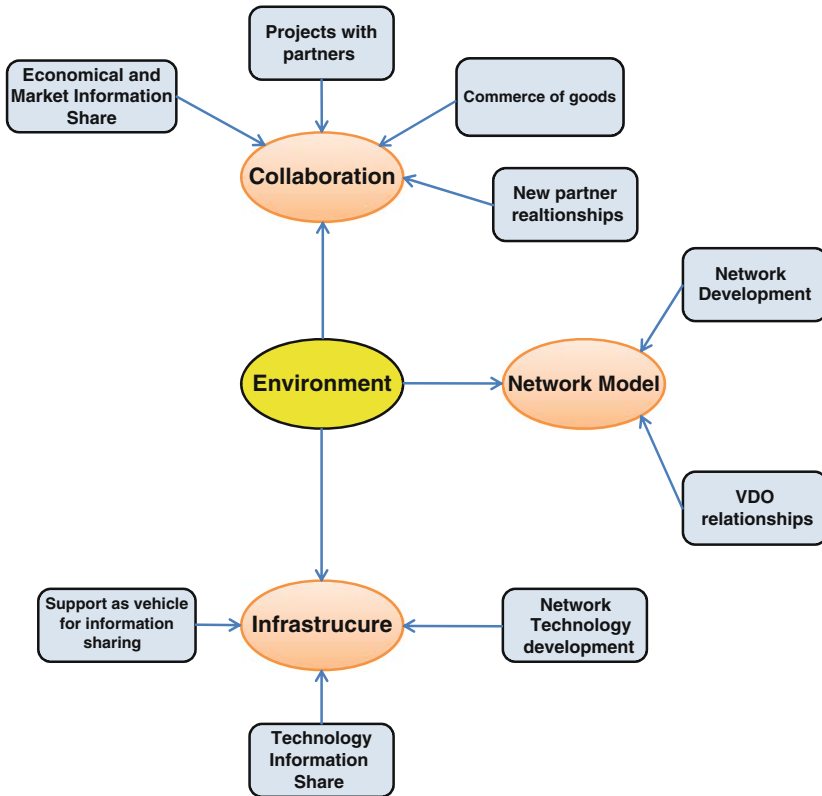 Projects with
partners
Economical and
Market Information
Share
Commerce of goods
Collaboration
New partner
realtionships
Network
Development
Environment
Network Model
VDO
relationships
Support as vehicle
for information
sharing
Infrastrucure
Network
Technology
development
Technology
Information
Share